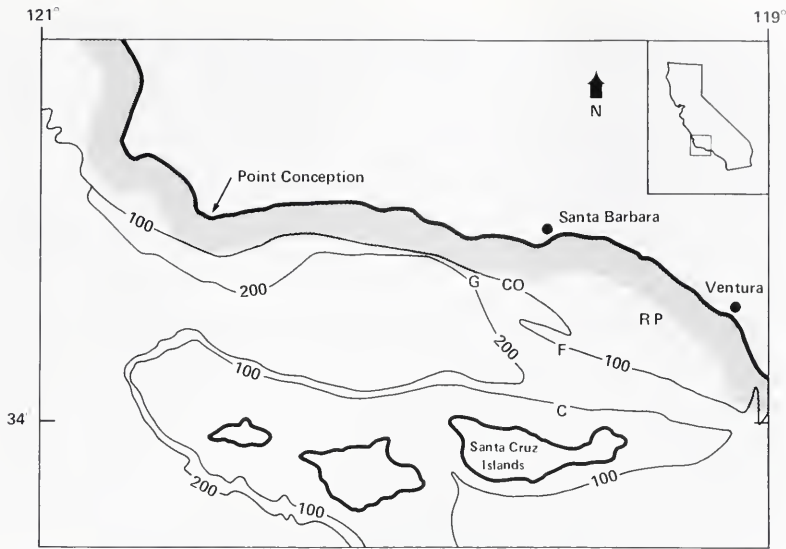 121°
119°
N
Point Conception
Santa Barbara
100
200
G
CO
Ventura
R P
200
F
100
100
C
34°
Santa Cruz
Islands
100
200
100